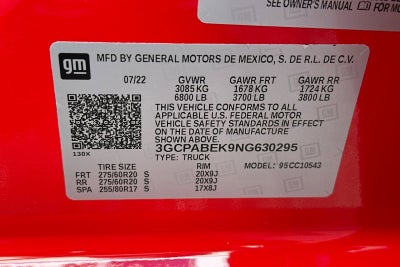 SEE OWNER'S MANUAL
gm
MFD BY GENERAL MOTORS DE MEXICO, S. DE R.L. DE C.V.
07/22 GVWR GAWR FRT GAWR RR
3085 KG 1678 KG 1724 KG
6800 LB 3700 LB 3800 LB
THIS VEHICLE CONFORMS TO ALL
APPLICABLE U.S. FEDERAL MOTOR
VEHICLE SAFETY STANDARDS IN EFFECT
ON THE DATE OF MANUFACTURE
SHOWN ABOVE.
138X 3GCPABEK9NG630295
TYPE: TRUCK MODEL: 95CC10543
TIRE SIZE RIM
FRT 275/60R20 S 20X9J
RR 275/60R20 S 20X9J
SPA 255/80R17 S 17X8J